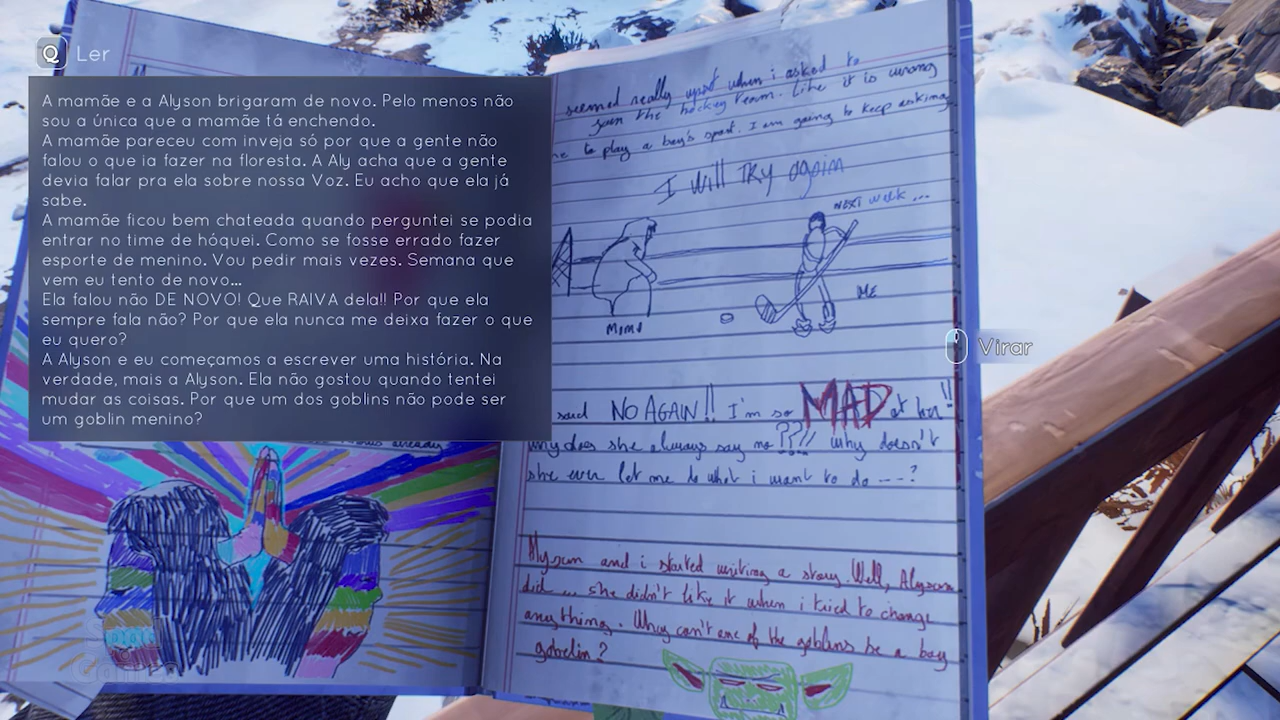 Q Ler
A mamãe e a Alyson brigaram de novo. Pelo menos não
sou a única que a mamãe tá enchendo.
A mamãe pareceu com inveja só por que a gente não
falou o que ia fazer na floresta. A Aly acha que a gente
devia falar pra ela sobre nossa Voz. Eu acho que ela já
sabe.
A mamãe ficou bem chateada quando perguntei se podia
entrar no time de hóquei. Como se fosse errado fazer
esporte de menino. Vou pedir mais vezes. Semana que
vem eu tento de novo...
Ela falou não DE NOVO! Que RAIVA dela!! Por que ela
sempre fala não? Por que ela nunca me deixa fazer o que
eu quero?
A Alyson e eu começamos a escrever uma história. Na
verdade, mais a Alyson. Ela não gostou quando tentei
mudar as coisas. Por que um dos goblins não pode ser
um goblin menino?
already
seemed really upset when i asked to
join the hockey team. Like it is wrong
to play a boy's sport. I am going to keep asking
I will TRY again
NEXT week ...
ME
Moms
said NO AGAIN!! I'm so MAD at her!!
why does she always say no??!! why doesn't
she ever let me do what i want to do ---?
Alyson and i started writing a story. Well, Alyson
did ... she didn't like it when i tried to change
anything. Why can't one of the goblins be a boy
gobelin?
Virar